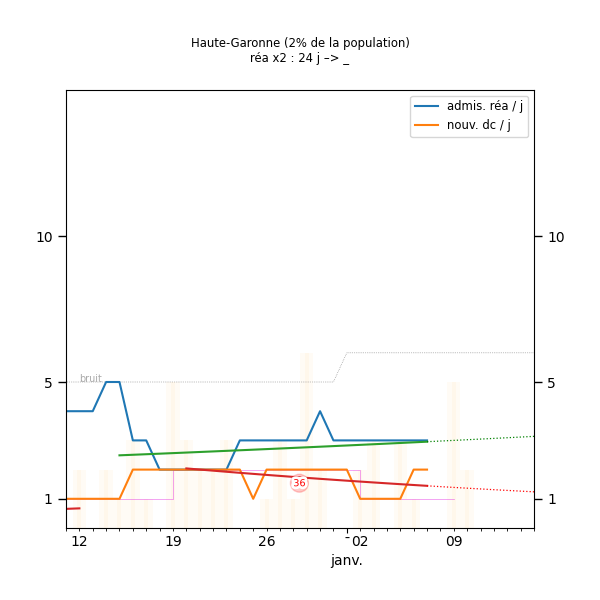 Haute-Garonne (2% de la population)
réa x2 : 24 j –> _
admis. réa / j
nouv. dc / j
10 10
bruit
5 5
36
1 1
12 19 26 02 09
janv.